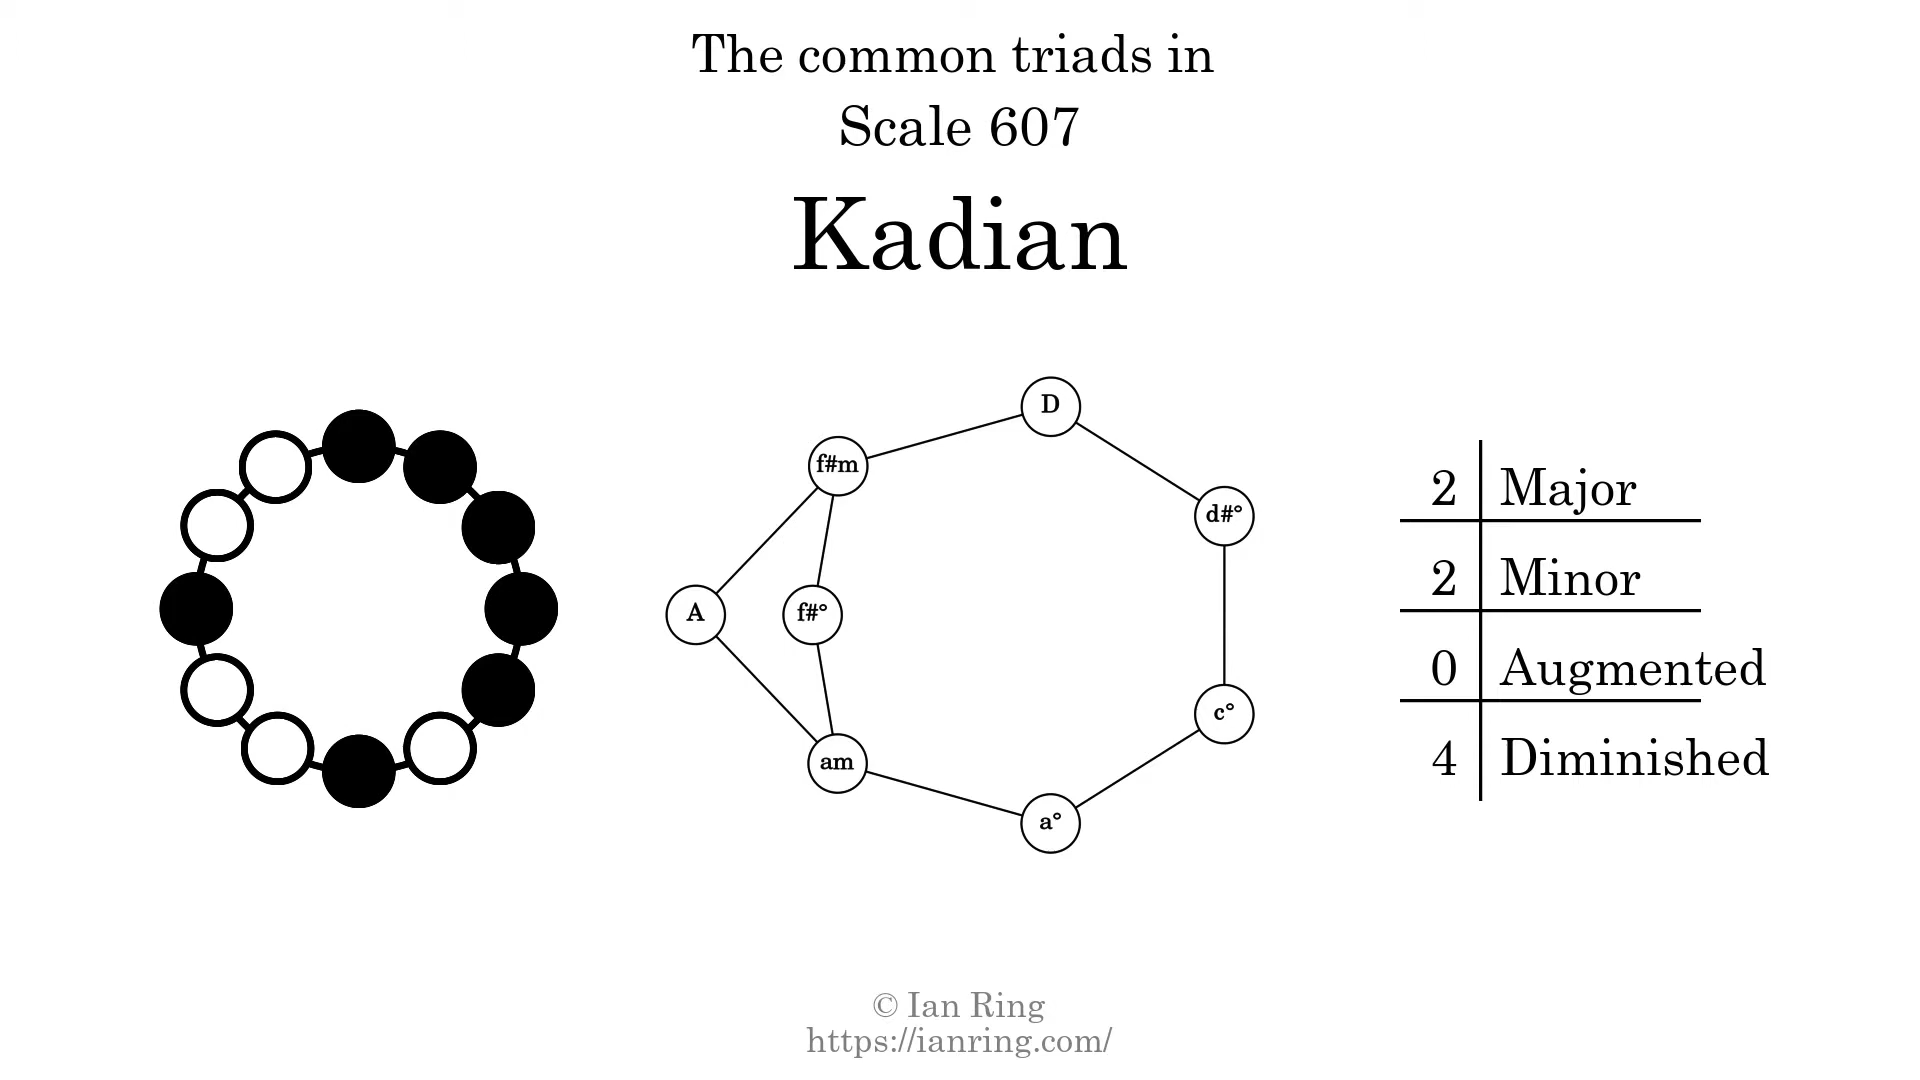 The common triads in
Scale 607
Kadian
D
f#m
d#°
A
f#°
c°
am
a°
2 Major
2 Minor
0 Augmented
4 Diminished
© Ian Ring
https://ianring.com/